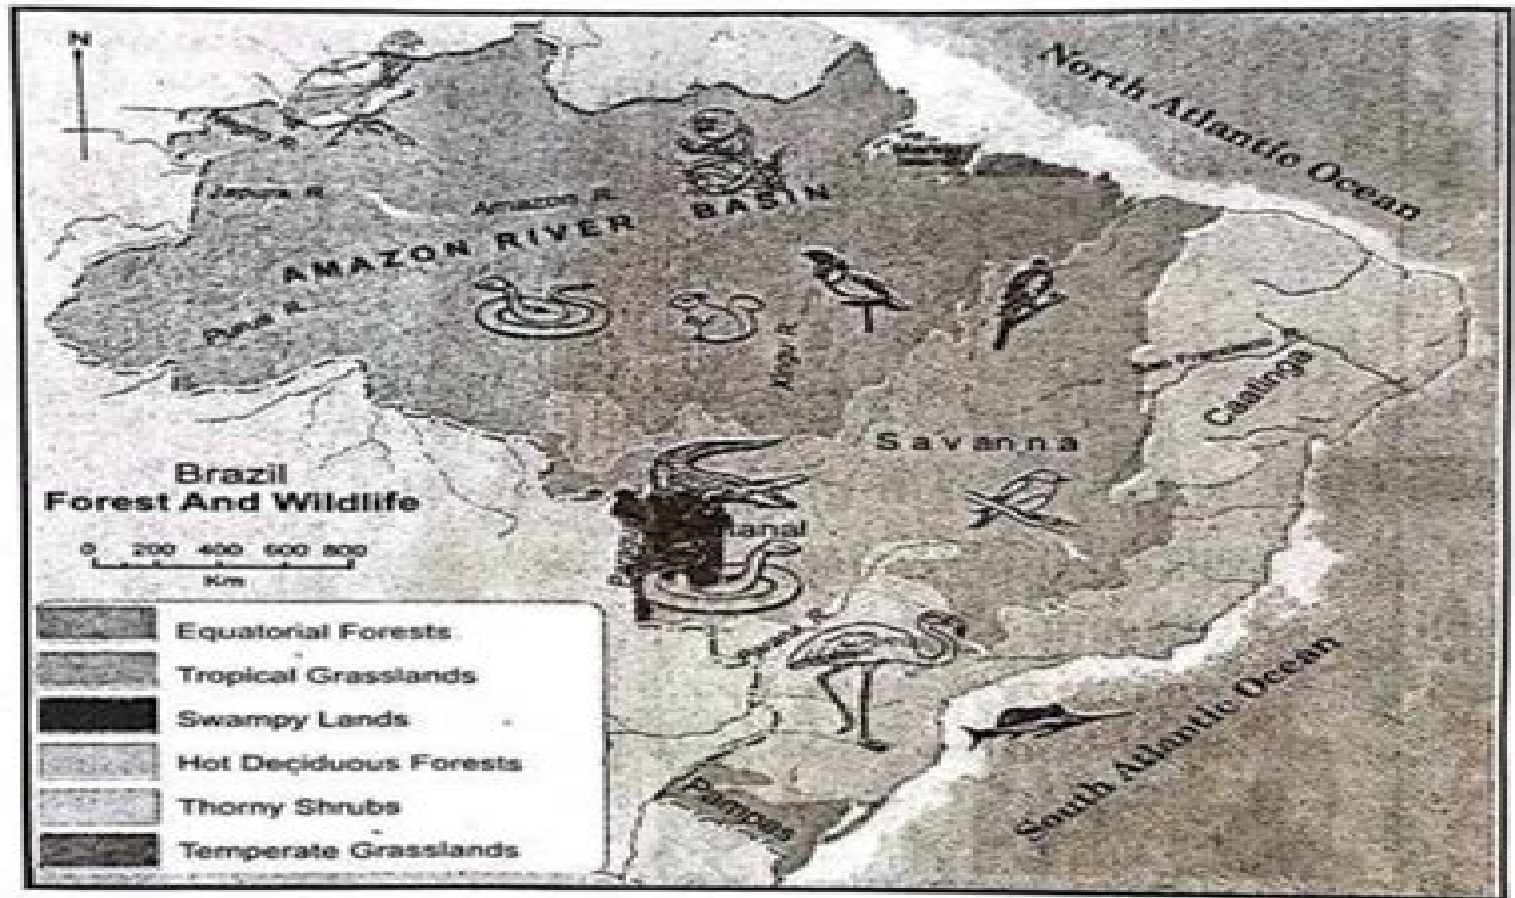 N
North Atlantic Ocean
Japura R.
Amazon R.
AMAZON RIVER BASIN
Purus R.
Xingu R.
Caatinga
Savanna
Brazil
Forest And Wildlife
0 200 400 600 800
Km
Parana R.
Equatorial Forests
Tropical Grasslands
Swampy Lands
Hot Deciduous Forests
Thorny Shrubs
Temperate Grasslands
Pampas
South Atlantic Ocean